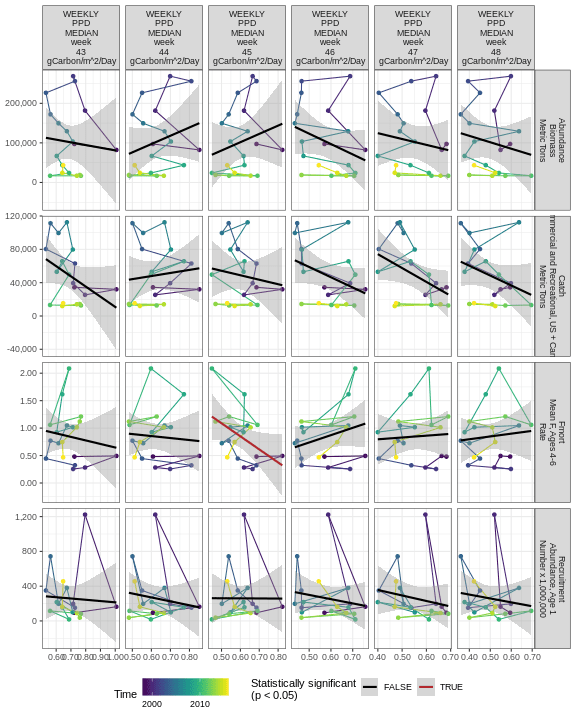 WEEKLY
PPD
MEDIAN
week
43
gCarbon/m^2/Day
WEEKLY
PPD
MEDIAN
week
44
gCarbon/m^2/Day
WEEKLY
PPD
MEDIAN
week
45
gCarbon/m^2/Day
WEEKLY
PPD
MEDIAN
week
46
gCarbon/m^2/Day
WEEKLY
PPD
MEDIAN
week
47
gCarbon/m^2/Day
WEEKLY
PPD
MEDIAN
week
48
gCarbon/m^2/Day
200,000
100,000
0
Abundance
Biomass
Metric Tons
120,000
80,000
40,000
0
-40,000
Catch
mmercial and Recreational, US + Can
Metric Tons
2.00
1.50
1.00
0.50
0.00
Fmort
Mean F, Ages 4-6
Rate
1,200
800
400
0
Recruitment
Abundance, Age 1
Number x 1,000,000
0.60 0.70 0.80 0.90 1.00
0.50 0.60 0.70 0.80
0.50 0.60 0.70 0.80
0.50 0.60 0.70
0.40 0.50 0.60 0.70
0.40 0.50 0.60 0.70
Time
2000 2010
Statistically significant
(p < 0.05)
FALSE
TRUE